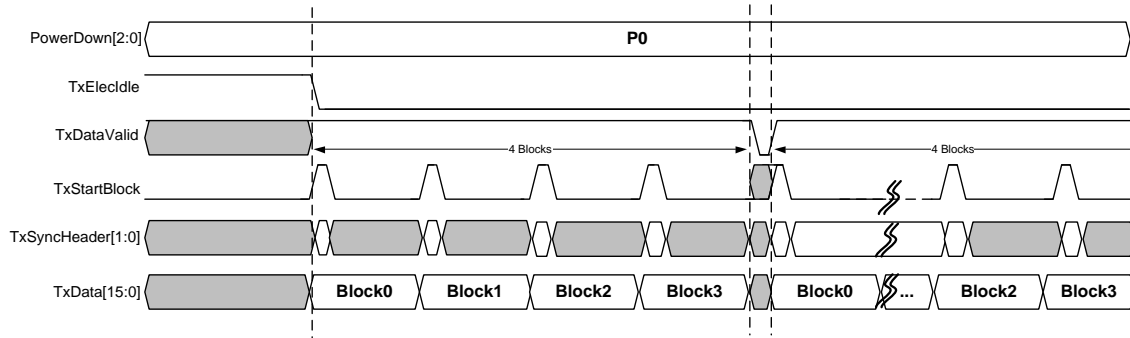 PowerDown[2:0] P0
TxElecIdle
TxDataValid 4 Blocks 4 Blocks
TxStartBlock
TxSyncHeader[1:0]
TxData[15:0] Block0 Block1 Block2 Block3 Block0 ... Block2 Block3